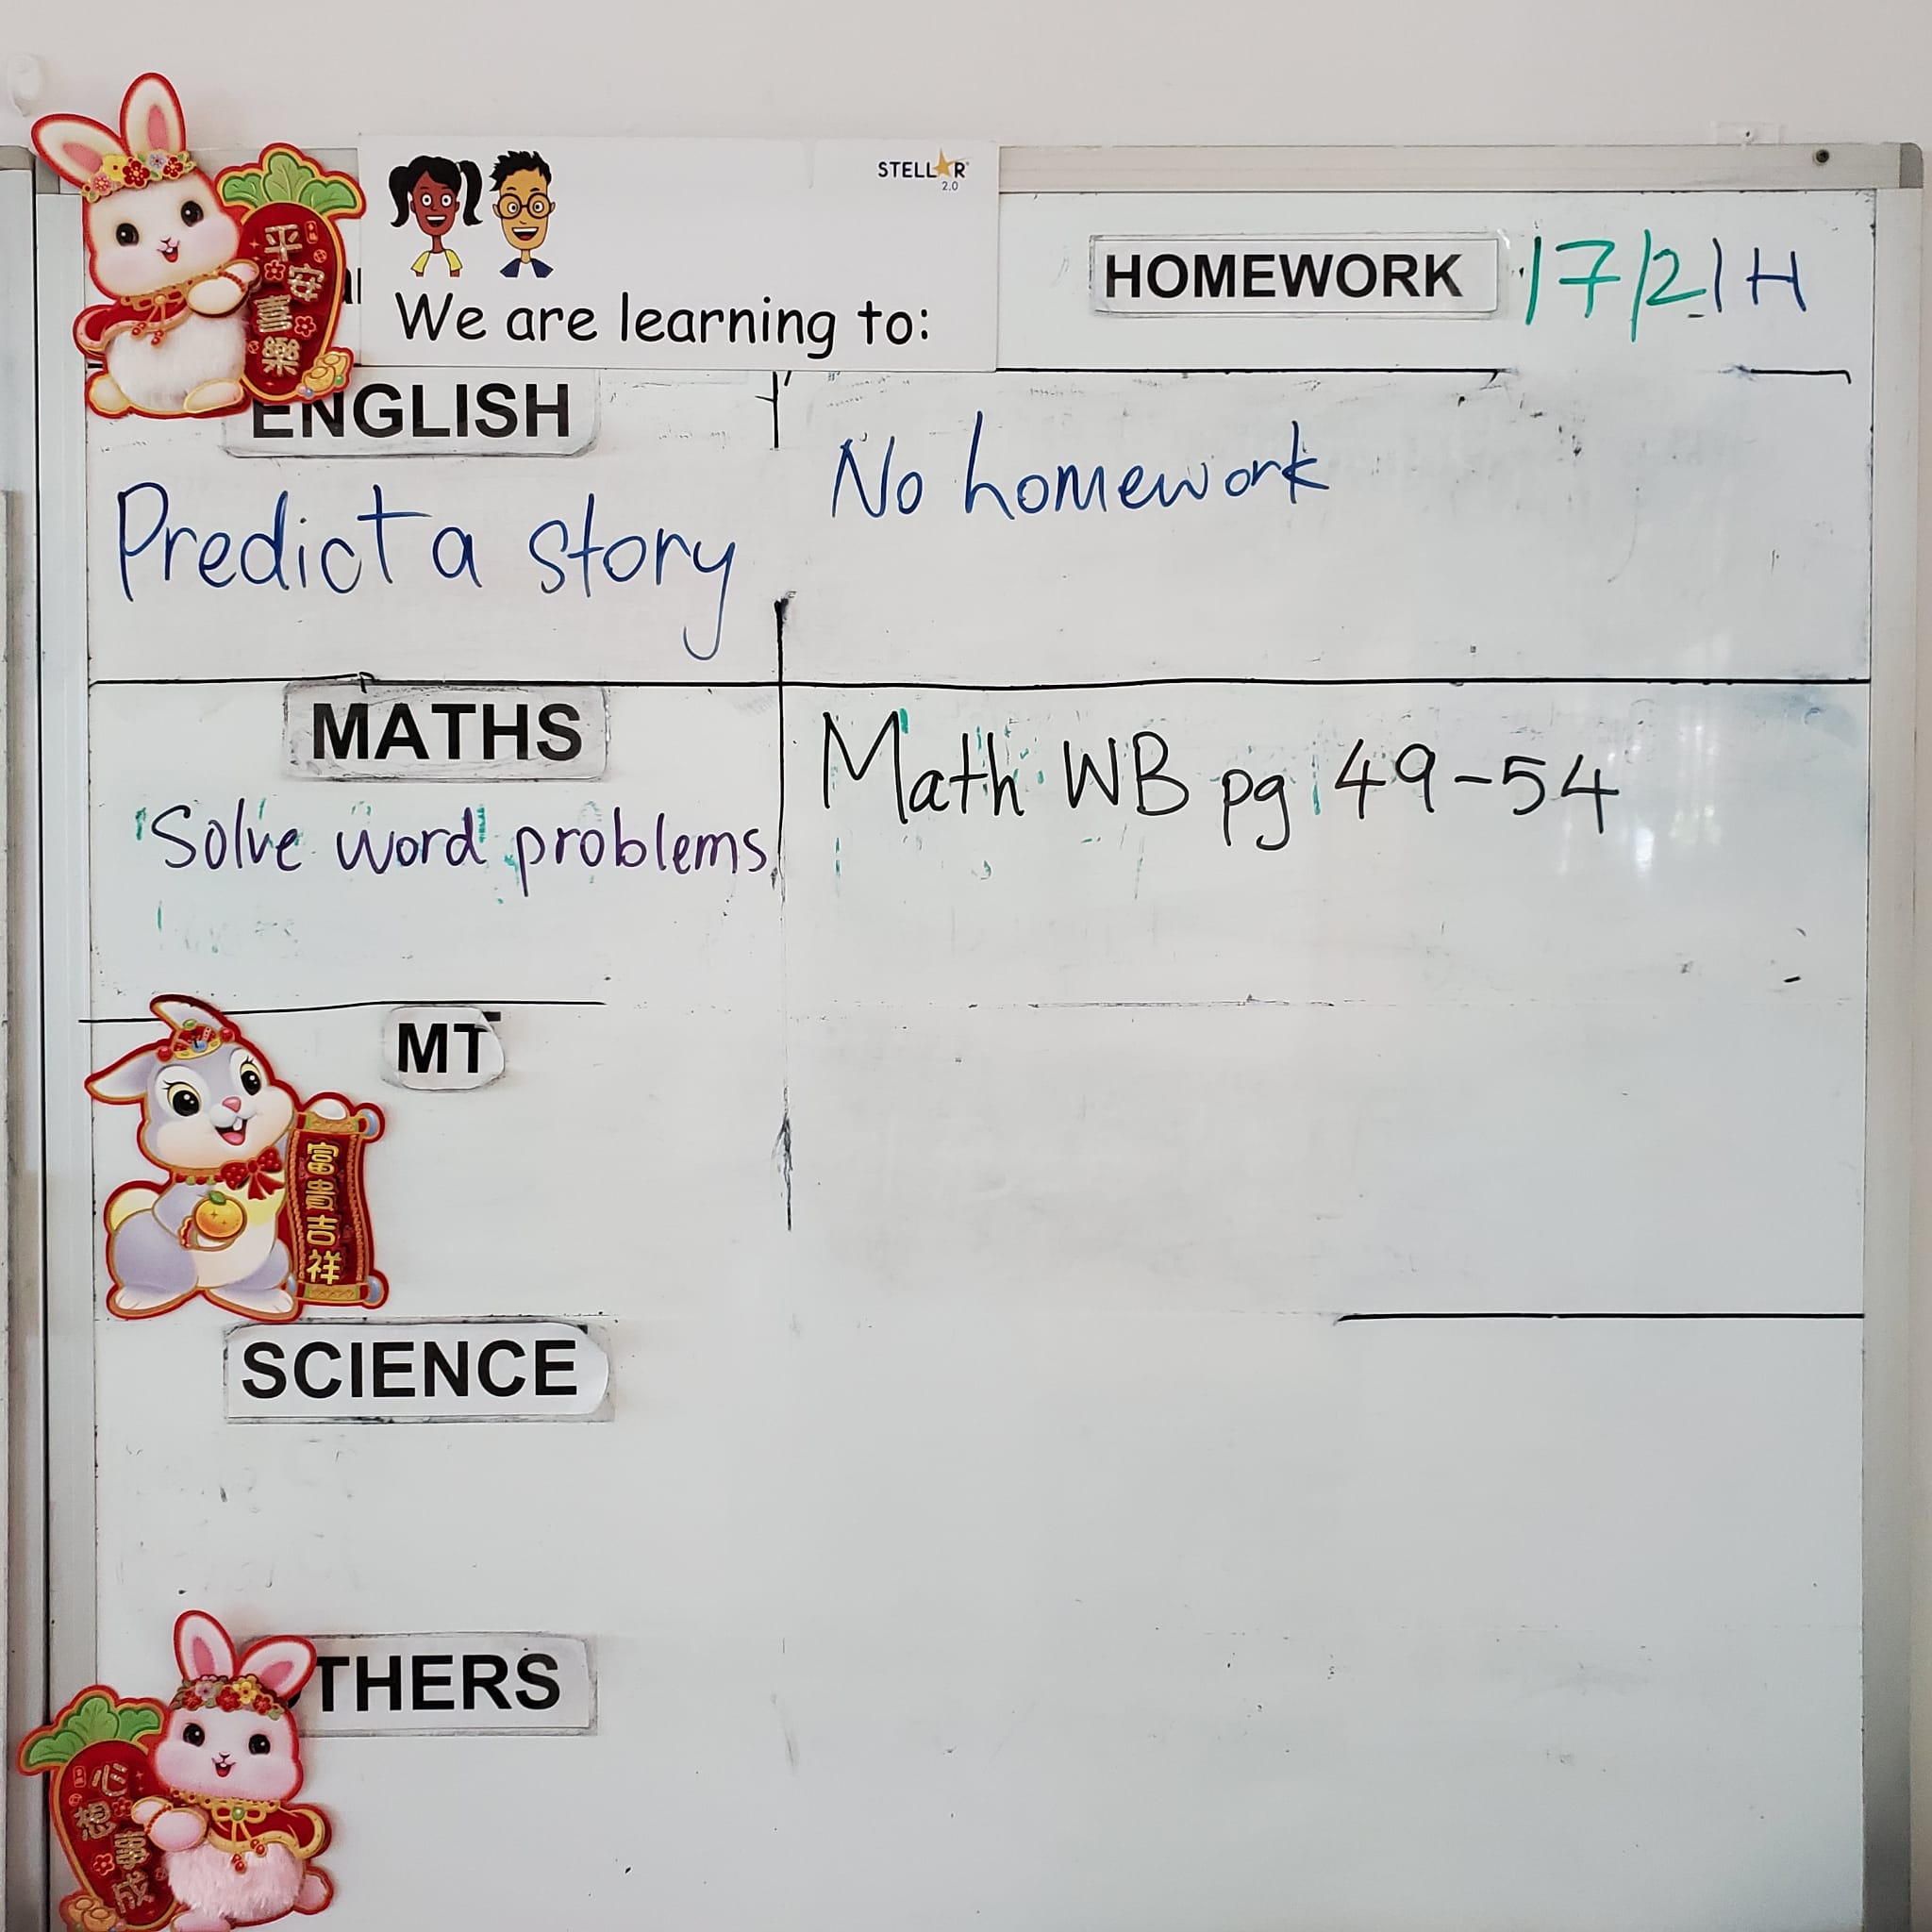 STELLAR
2.0
We are learning to:
HOMEWORK 17/2 1H
ENGLISH
Predict a story
No homework
MATHS
Solve word problems
Math WB pg 49-54
MT
SCIENCE
THERS
平安喜樂
富貴吉祥
心想事成